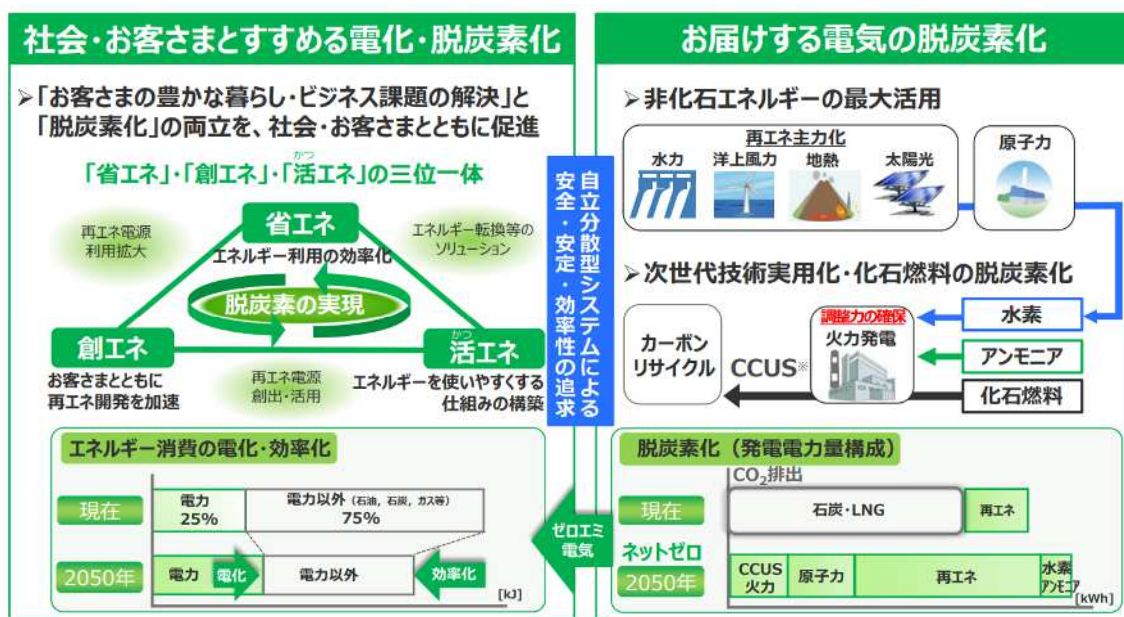 社会・お客さまとすすめる電化・脱炭素化
➢「お客さまの豊かな暮らし・ビジネス課題の解決」と
「脱炭素化」の両立を、社会・お客さまとともに促進
かつ
「省エネ」・「創エネ」・「活エネ」の三位一体
再エネ電源
利用拡大
省エネ
エネルギー利用の効率化
エネルギー転換等の
ソリューション
脱炭素の実現
創エネ
お客さまとともに
再エネ開発を加速
再エネ電源
創出・活用
かつ
活エネ
エネルギーを使いやすくする
仕組みの構築
エネルギー消費の電化・効率化
現在
電力
25%
電力以外（石油，石炭，ガス等）
75%
2050年
電力
電化
電力以外
効率化
[kJ]
自立分散型システムによる
安全・安定・効率性の追求
ゼロエミ
電気
お届けする電気の脱炭素化
➢非化石エネルギーの最大活用
再エネ主力化
水力
洋上風力
地熱
太陽光
原子力
➢次世代技術実用化・化石燃料の脱炭素化
カーボン
リサイクル
CCUS※
調整力の確保
火力発電
水素
アンモニア
化石燃料
脱炭素化（発電電力量構成）
CO₂排出
現在
石炭・LNG
再エネ
ネットゼロ
2050年
CCUS
火力
原子力
再エネ
水素
アンモニア
[kWh]